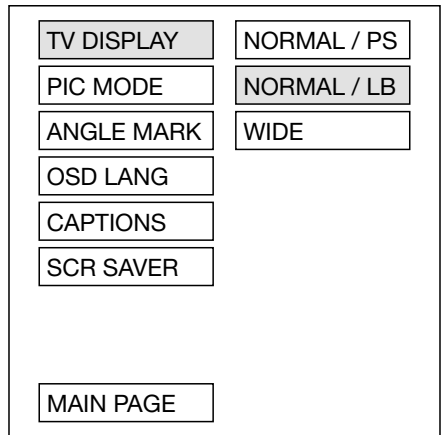 TV DISPLAY NORMAL / PS
PIC MODE NORMAL / LB
ANGLE MARK WIDE
OSD LANG
CAPTIONS
SCR SAVER
MAIN PAGE